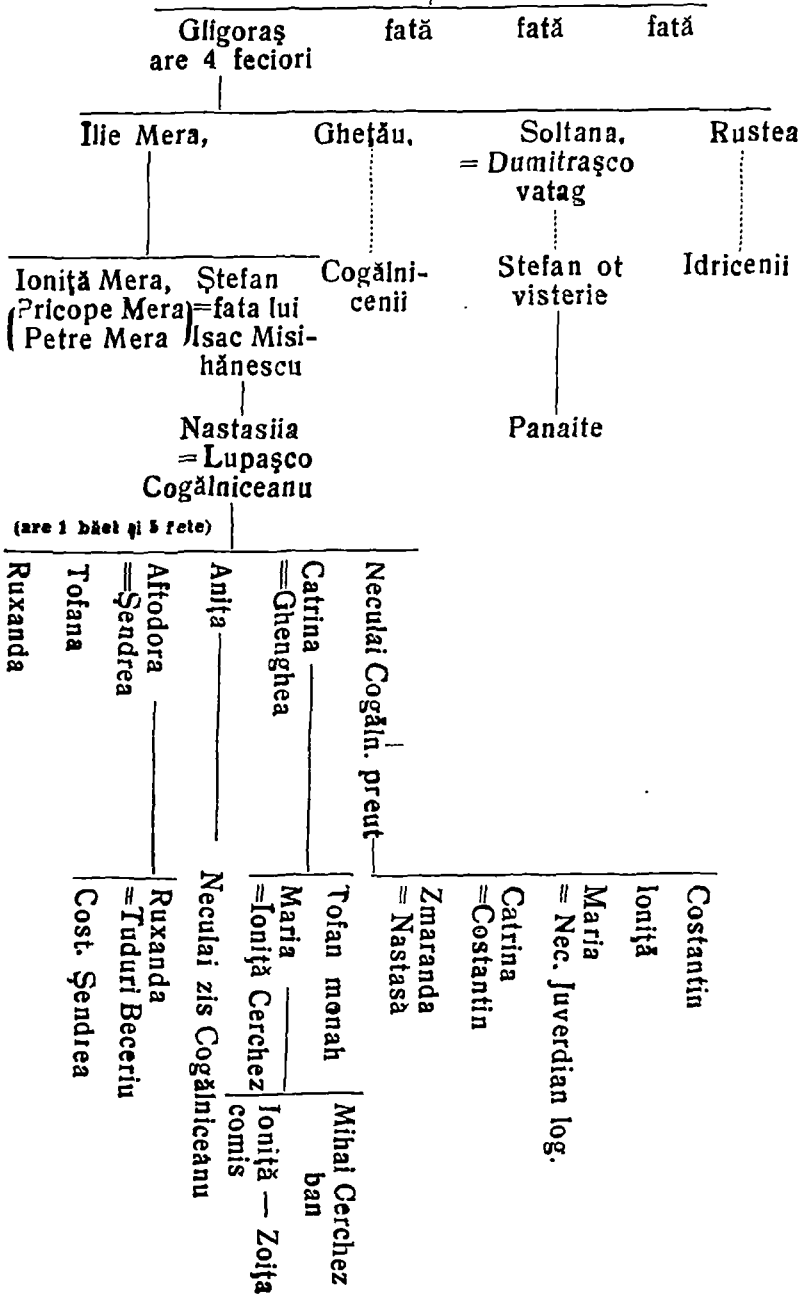 Gligoraş fată fată fată
are 4 feciori
Ilie Mera, Gheţău, Soltana, Rustea
= Dumitraşco
vatag
Ioniţă Mera, Ştefan Cogălni- Stefan ot Idricenii
(Pricope Mera) =fata lui cenii visterie
(Petre Mera) Isac Misi-
hănescu
Nastasiia Panaite
=Lupaşco
Cogălniceanu
(are 1 băet şi 5 fete)
Ruxanda
Tofana
Aftodora
=Şendrea
Aniţa
Catrina
=Ghenghea
Neculai Cogăln. preut
Cost. Şendrea
Ruxanda
=Tuduri Beceriu
Neculai zis Cogălniceanu
Maria
=Ioniţă Cerchez
Tofan monah
Zmaranda
= Nastasă
Catrina
=Costantin
Maria
= Nec. Juverdian log.
Ioniţă
Costantin
Ioniţă — Zoiţa
comis
Mihai Cerchez
ban